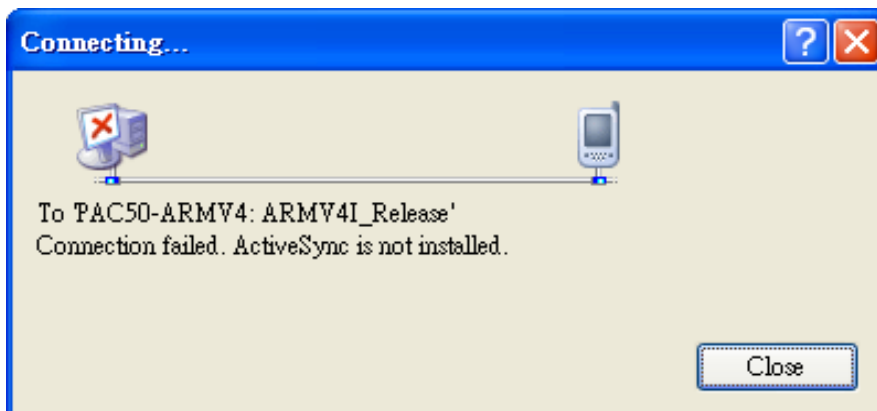 Connecting...
To 'PAC50-ARMV4: ARMV4I_Release'
Connection failed. ActiveSync is not installed.
Close